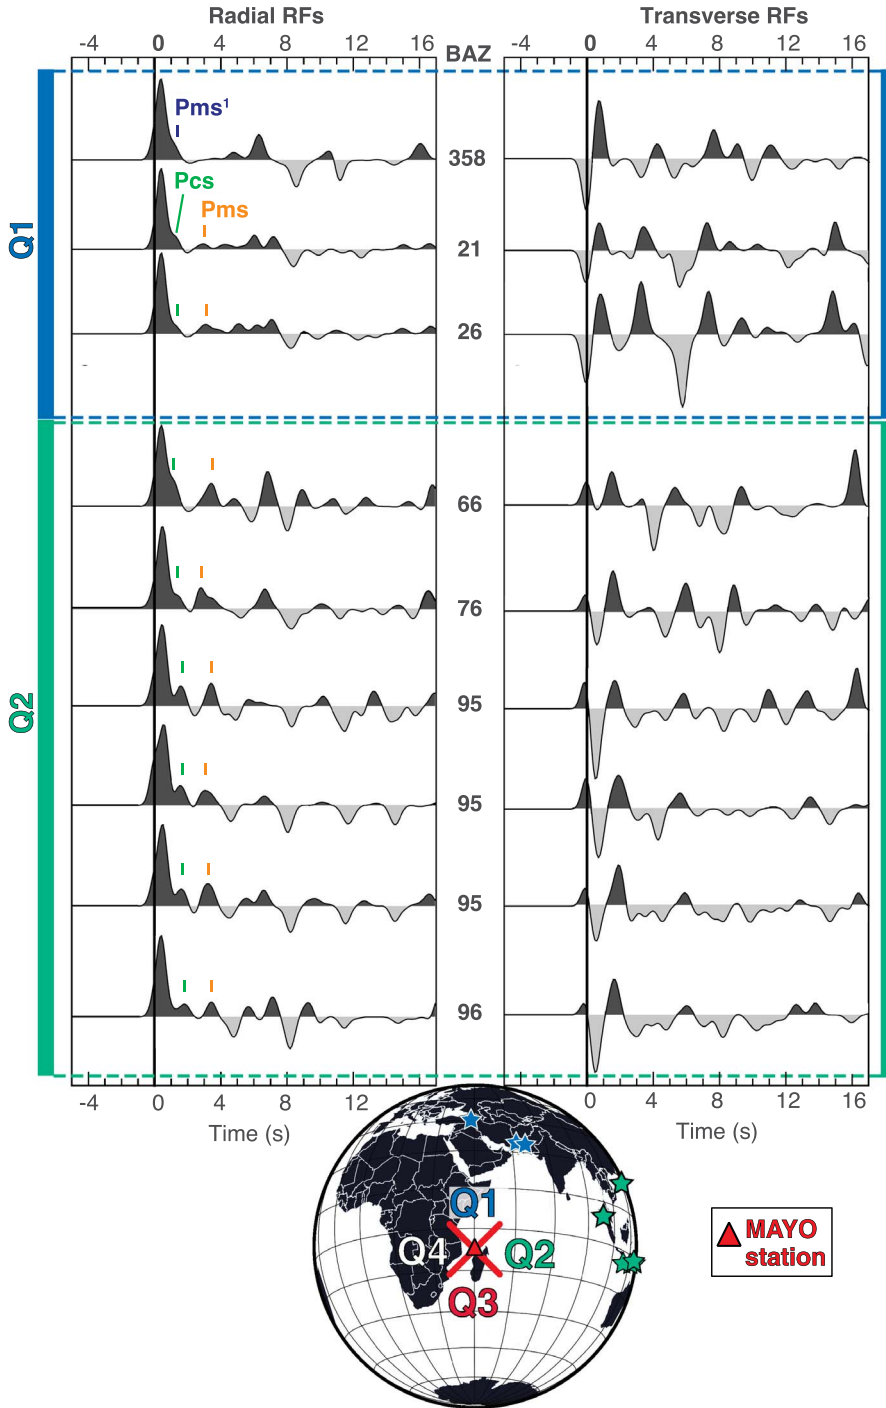 Radial RFs Transverse RFs
-4 0 4 8 12 16 BAZ -4 0 4 8 12 16
Pms¹
358
Pcs
Pms
Q1
21
26
66
76
Q2
95
95
95
96
-4 0 4 8 12 -4 0 4 8 12 16
Time (s) Time (s)
Q1
Q4 Q2
Q3
MAYO
station